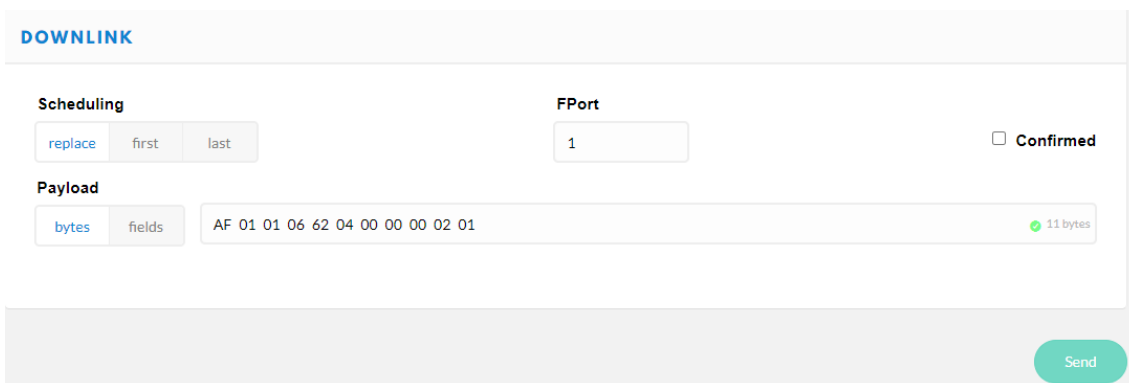 DOWNLINK
Scheduling FPort
replace first last 1 Confirmed
Payload
bytes fields AF 01 01 06 62 04 00 00 00 02 01 11 bytes
Send